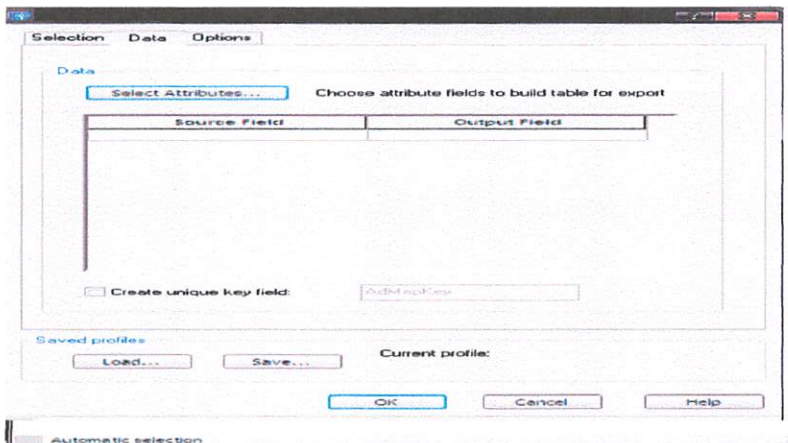 Selection Data Options
Data
Select Attributes... Choose attribute fields to build table for export
Source Field Output Field
Create unique key field: AdMapKey
Saved profiles
Load... Save... Current profile:
OK Cancel Help
Automatic selection